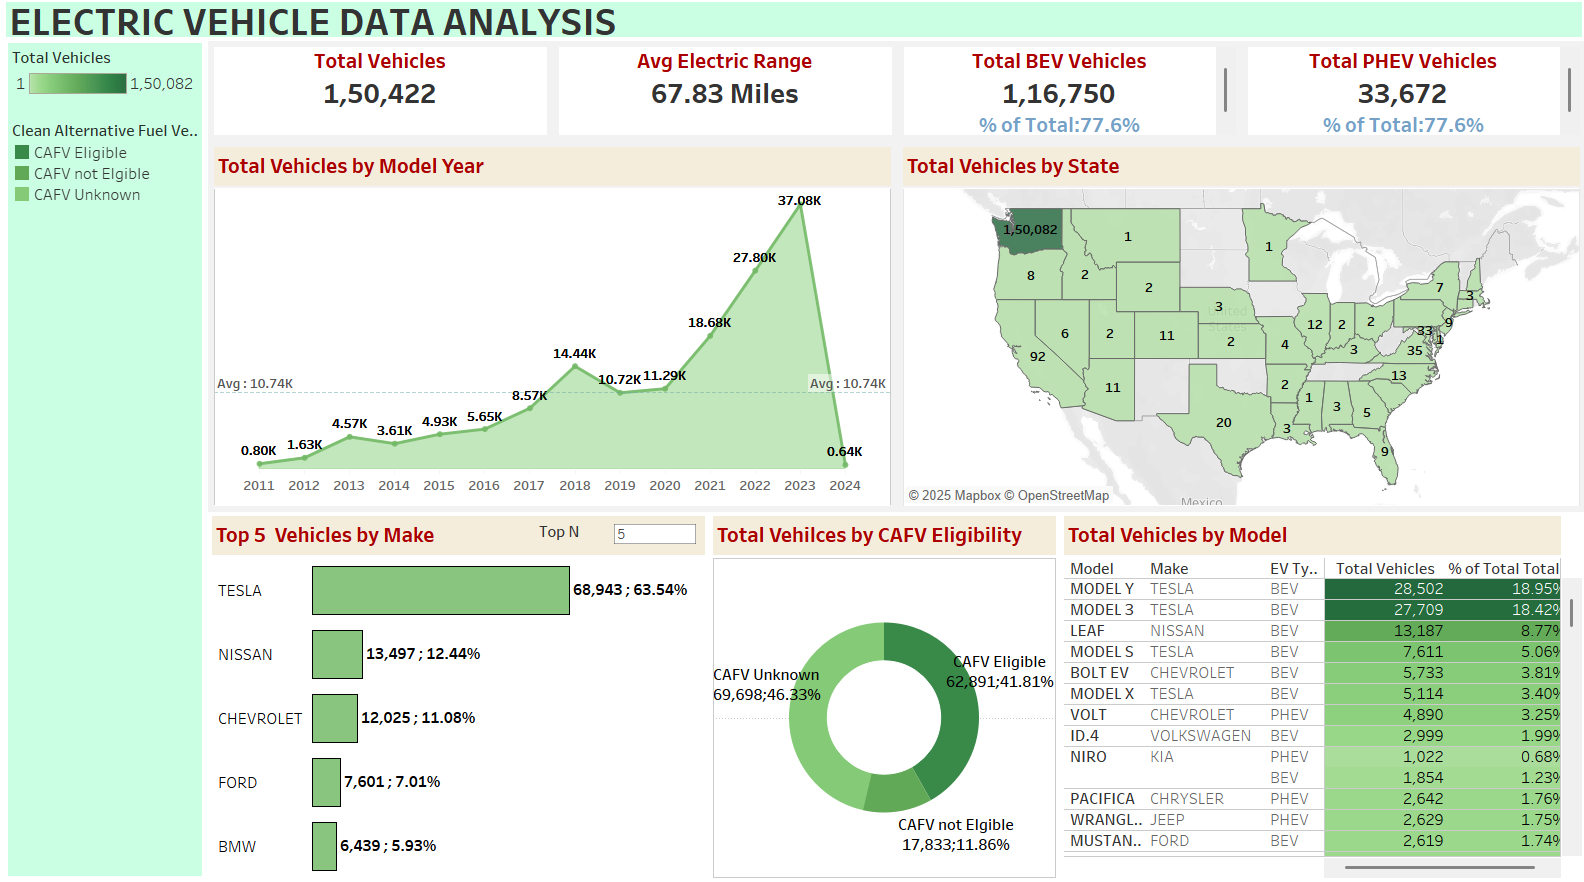 ELECTRIC VEHICLE DATA ANALYSIS
Total Vehicles
1 1,50,082
Clean Alternative Fuel Ve..
CAFV Eligible
CAFV not Elgible
CAFV Unknown
Total Vehicles
1,50,422
Avg Electric Range
67.83 Miles
Total BEV Vehicles
1,16,750
% of Total:77.6%
Total PHEV Vehicles
33,672
% of Total:77.6%
Total Vehicles by Model Year
37.08K
27.80K
18.68K
14.44K
10.72K 11.29K
Avg : 10.74K Avg : 10.74K
8.57K
4.57K 3.61K 4.93K 5.65K
0.80K 1.63K 0.64K
2011 2012 2013 2014 2015 2016 2017 2018 2019 2020 2021 2022 2023 2024
Total Vehicles by State
1,50,082 1 1
8 2 2 7 3
3 12 2 2 9
6 2 11 2 4 33 1
92 3 35
11 2 13
20 1 3 5
3 9
United
States
© 2025 Mapbox © OpenStreetMap
Mexico
Top 5 Vehicles by Make
Top N 5
TESLA 68,943 ; 63.54%
NISSAN 13,497 ; 12.44%
CHEVROLET 12,025 ; 11.08%
FORD 7,601 ; 7.01%
BMW 6,439 ; 5.93%
Total Vehilces by CAFV Eligibility
CAFV Eligible
62,891;41.81%
CAFV Unknown
69,698;46.33%
CAFV not Elgible
17,833;11.86%
Total Vehicles by Model
Model Make EV Ty.. Total Vehicles % of Total Total
MODEL Y TESLA BEV 28,502 18.95%
MODEL 3 TESLA BEV 27,709 18.42%
LEAF NISSAN BEV 13,187 8.77%
MODEL S TESLA BEV 7,611 5.06%
BOLT EV CHEVROLET BEV 5,733 3.81%
MODEL X TESLA BEV 5,114 3.40%
VOLT CHEVROLET PHEV 4,890 3.25%
ID.4 VOLKSWAGEN BEV 2,999 1.99%
NIRO KIA PHEV 1,022 0.68%
BEV 1,854 1.23%
PACIFICA CHRYSLER PHEV 2,642 1.76%
WRANGL.. JEEP PHEV 2,629 1.75%
MUSTAN.. FORD BEV 2,619 1.74%